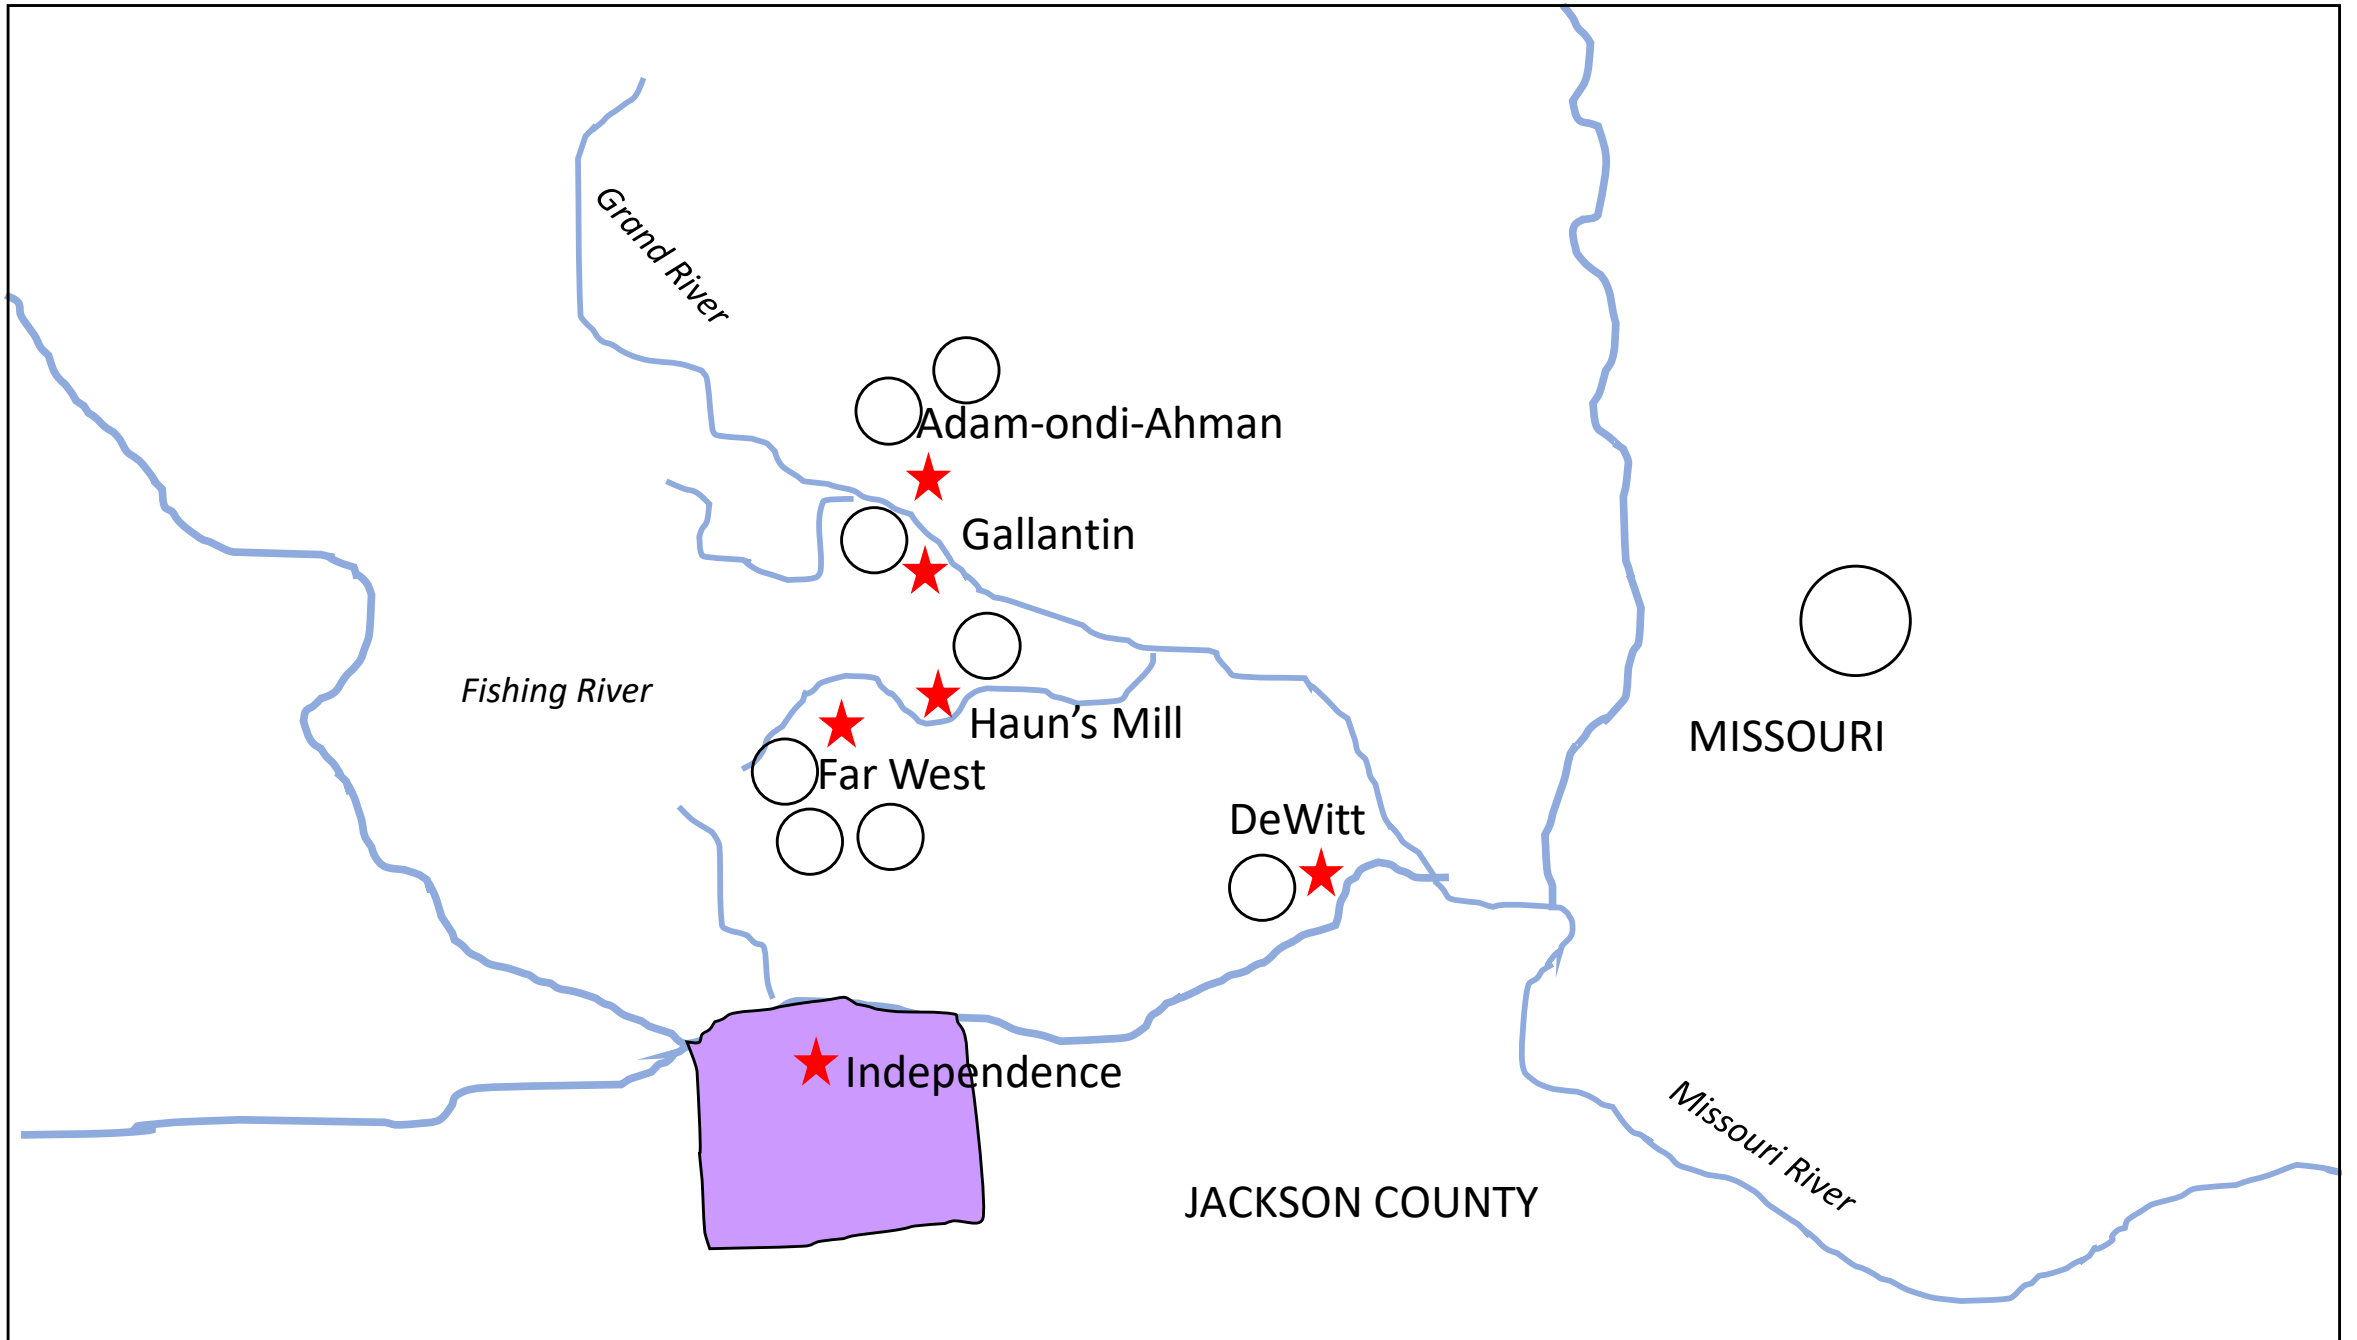 Grand River
Adam-ondi-Ahman
Gallantin
Fishing River
Haun’s Mill
MISSOURI
Far West
DeWitt
Independence
Missouri River
JACKSON COUNTY